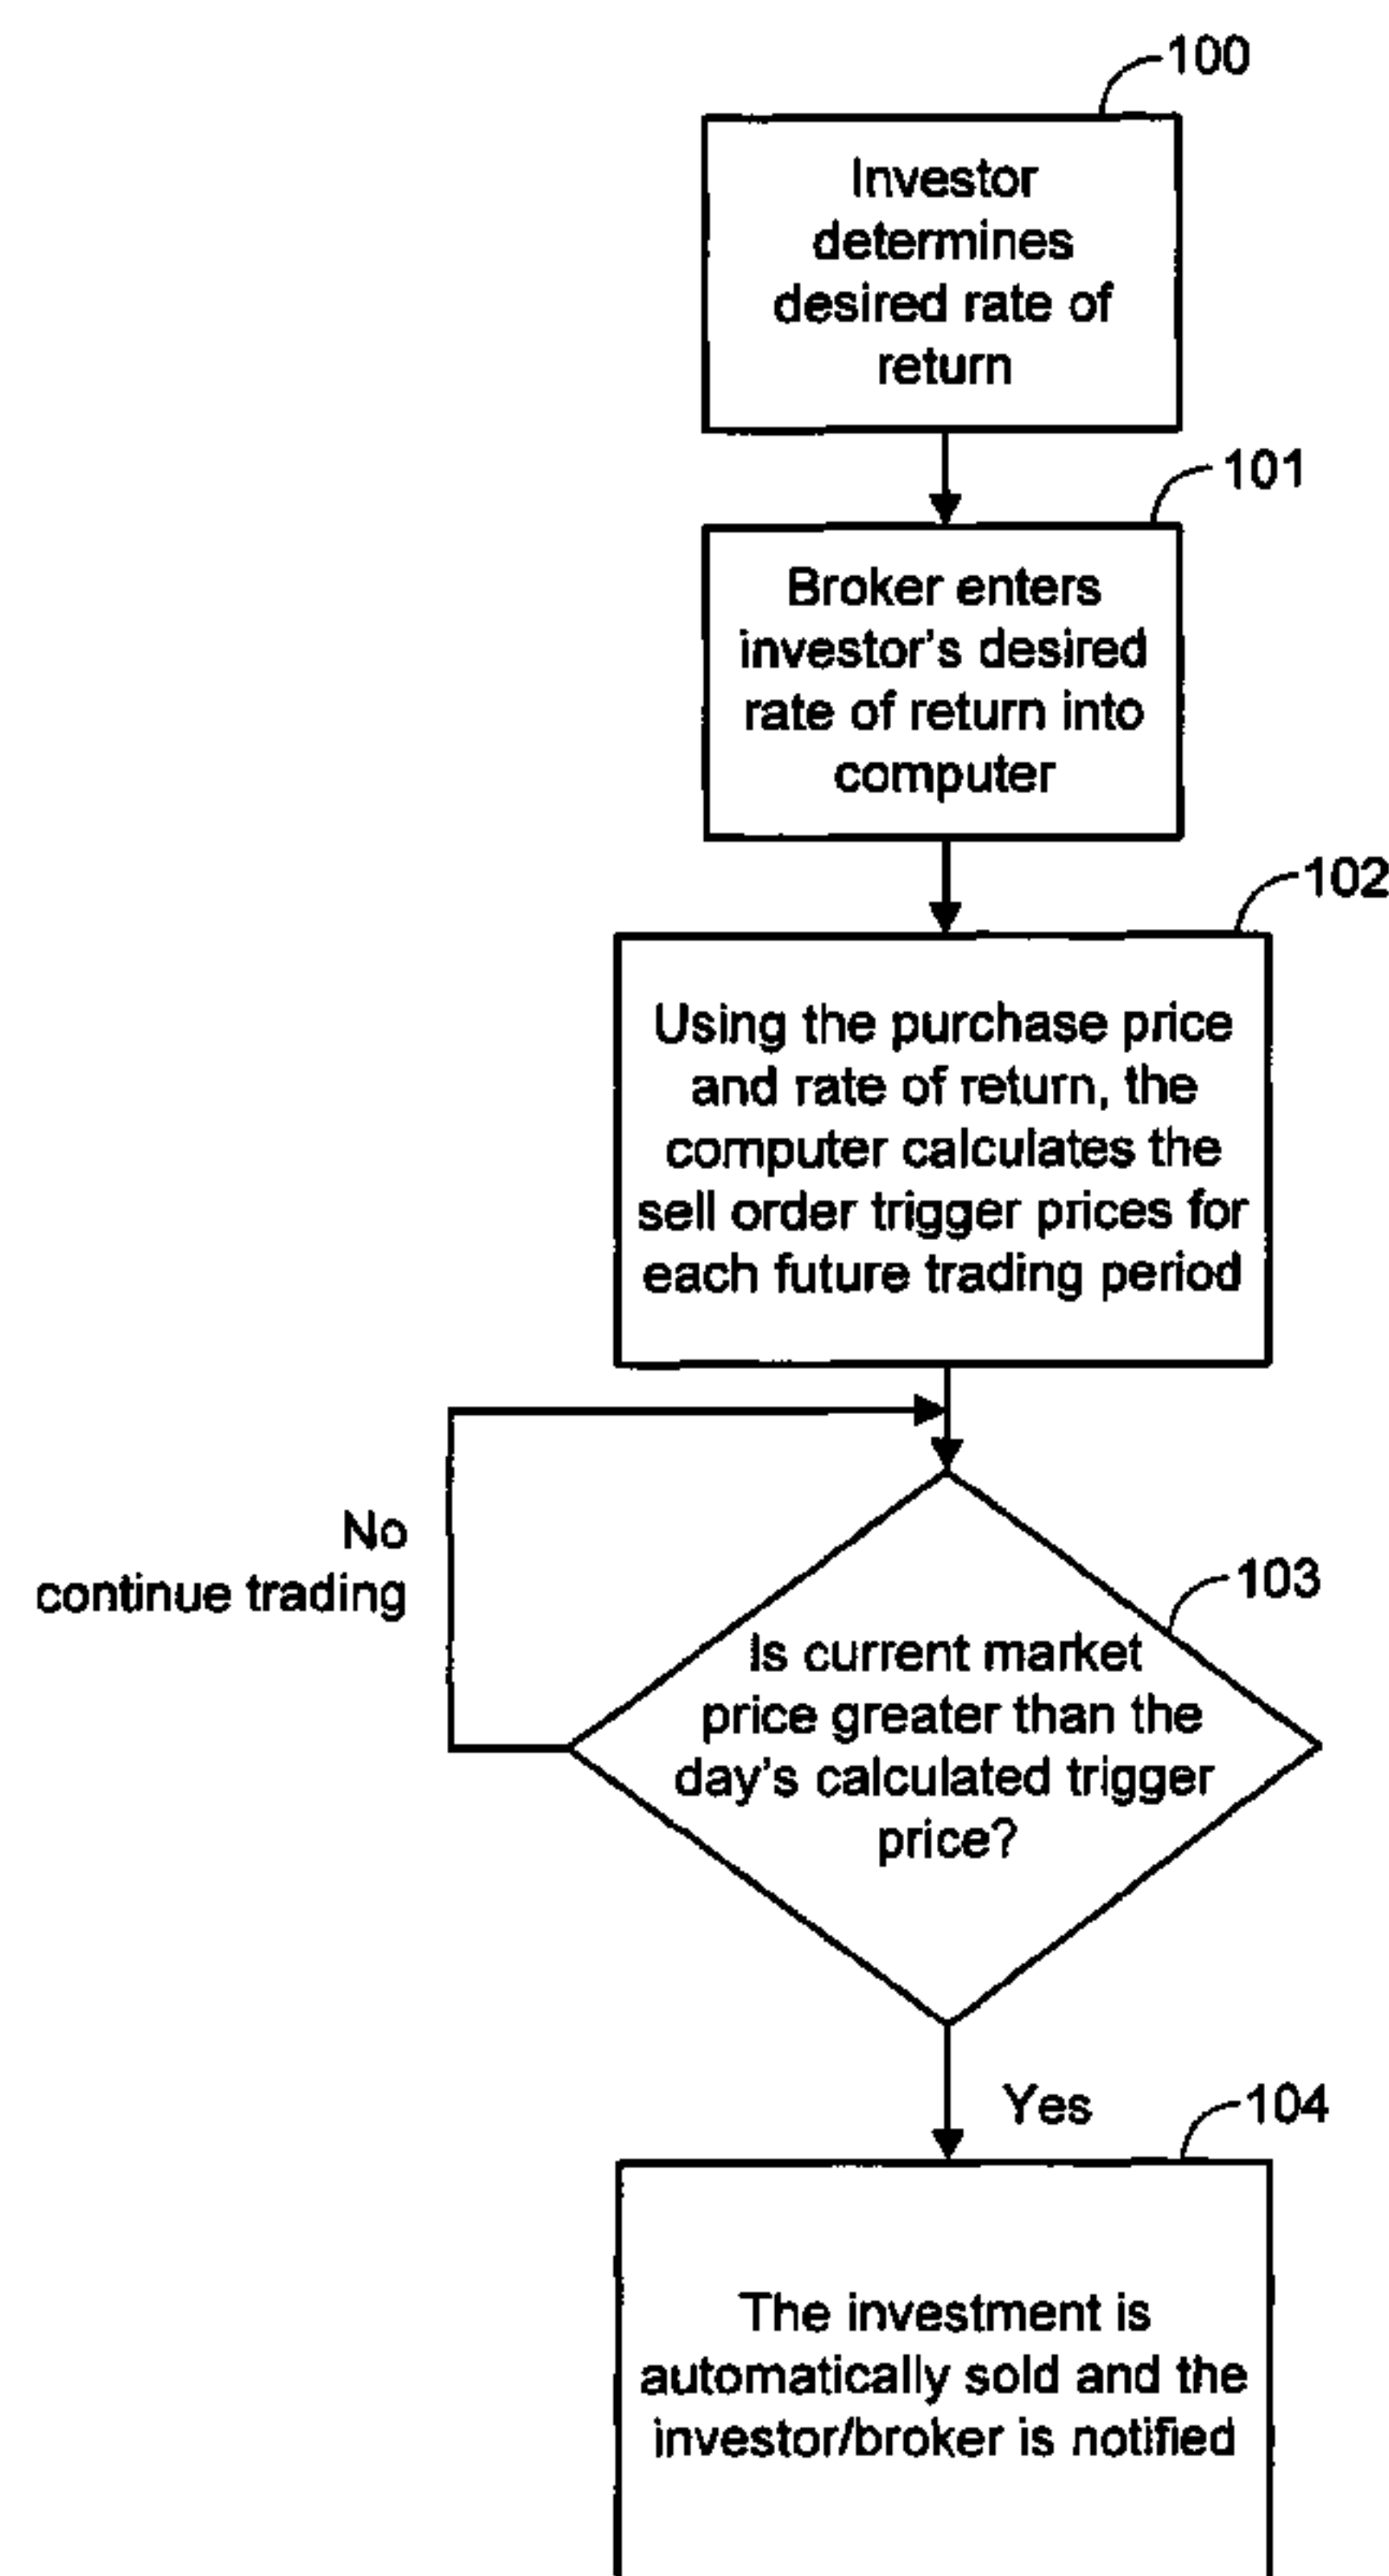 100
Investor
determines
desired rate of
return
101
Broker enters
investor's desired
rate of return into
computer
102
Using the purchase price
and rate of return, the
computer calculates the
sell order trigger prices for
each future trading period
No
continue trading
103
Is current market
price greater than the
day's calculated trigger
price?
Yes
104
The investment is
automatically sold and the
investor/broker is notified